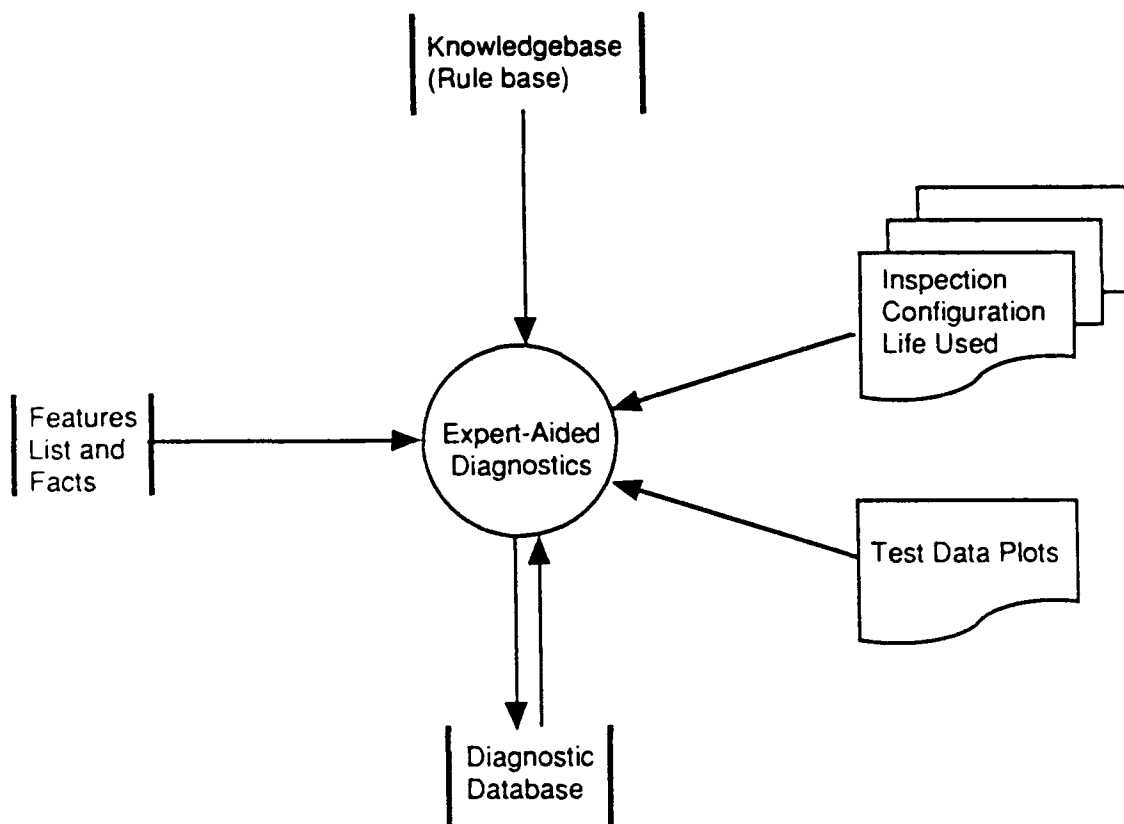 Knowledgebase
(Rule base)
Inspection
Configuration
Life Used
Features
List and
Facts
Expert-Aided
Diagnostics
Test Data Plots
Diagnostic
Database